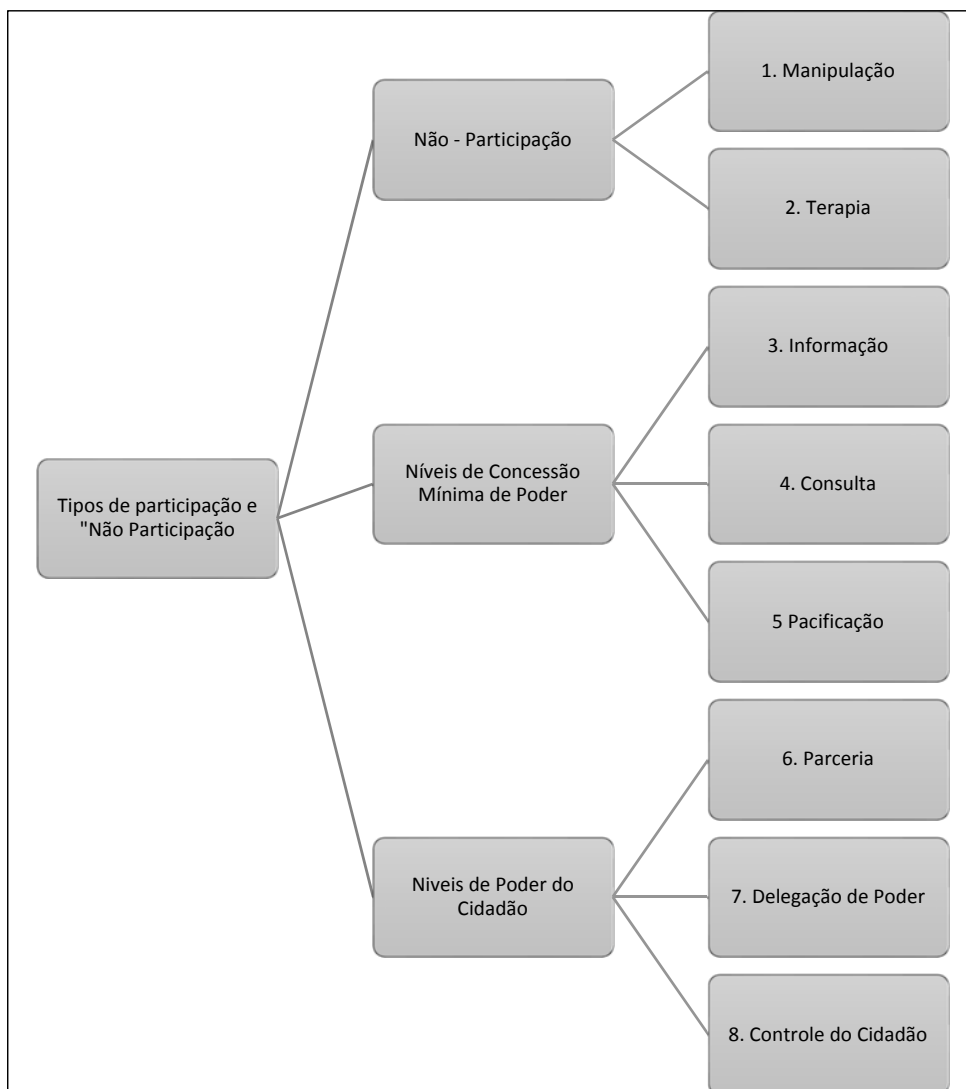 Tipos de participação e
"Não Participação
Não - Participação
1. Manipulação
2. Terapia
Níveis de Concessão
Mínima de Poder
3. Informação
4. Consulta
5 Pacificação
Niveis de Poder do
Cidadão
6. Parceria
7. Delegação de Poder
8. Controle do Cidadão